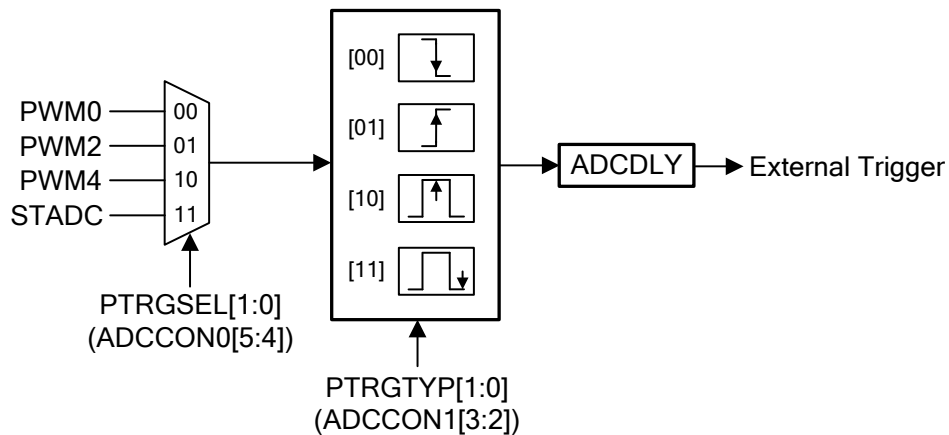 PWM0
PWM2
PWM4
STADC
00
01
10
11
PTRGSEL[1:0]
(ADCCON0[5:4])
[00]
[01]
[10]
[11]
PTRGTYP[1:0]
(ADCCON1[3:2])
ADCDLY
External Trigger